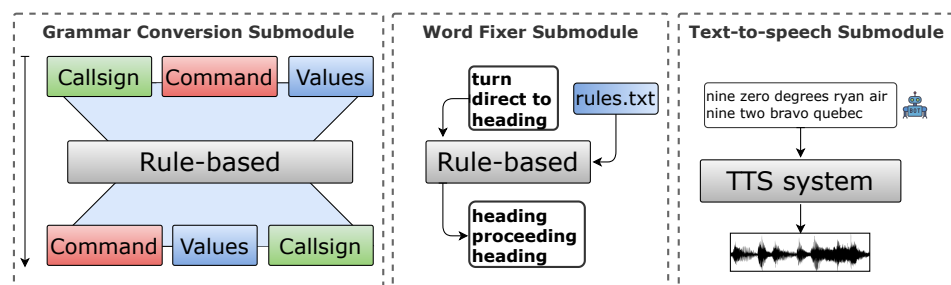 Grammar Conversion Submodule
Callsign
Command
Values
Rule-based
Command
Values
Callsign
Word Fixer Submodule
turn
direct to
heading
rules.txt
Rule-based
heading
proceeding
heading
Text-to-speech Submodule
nine zero degrees ryan air
nine two bravo quebec
BOT
TTS system